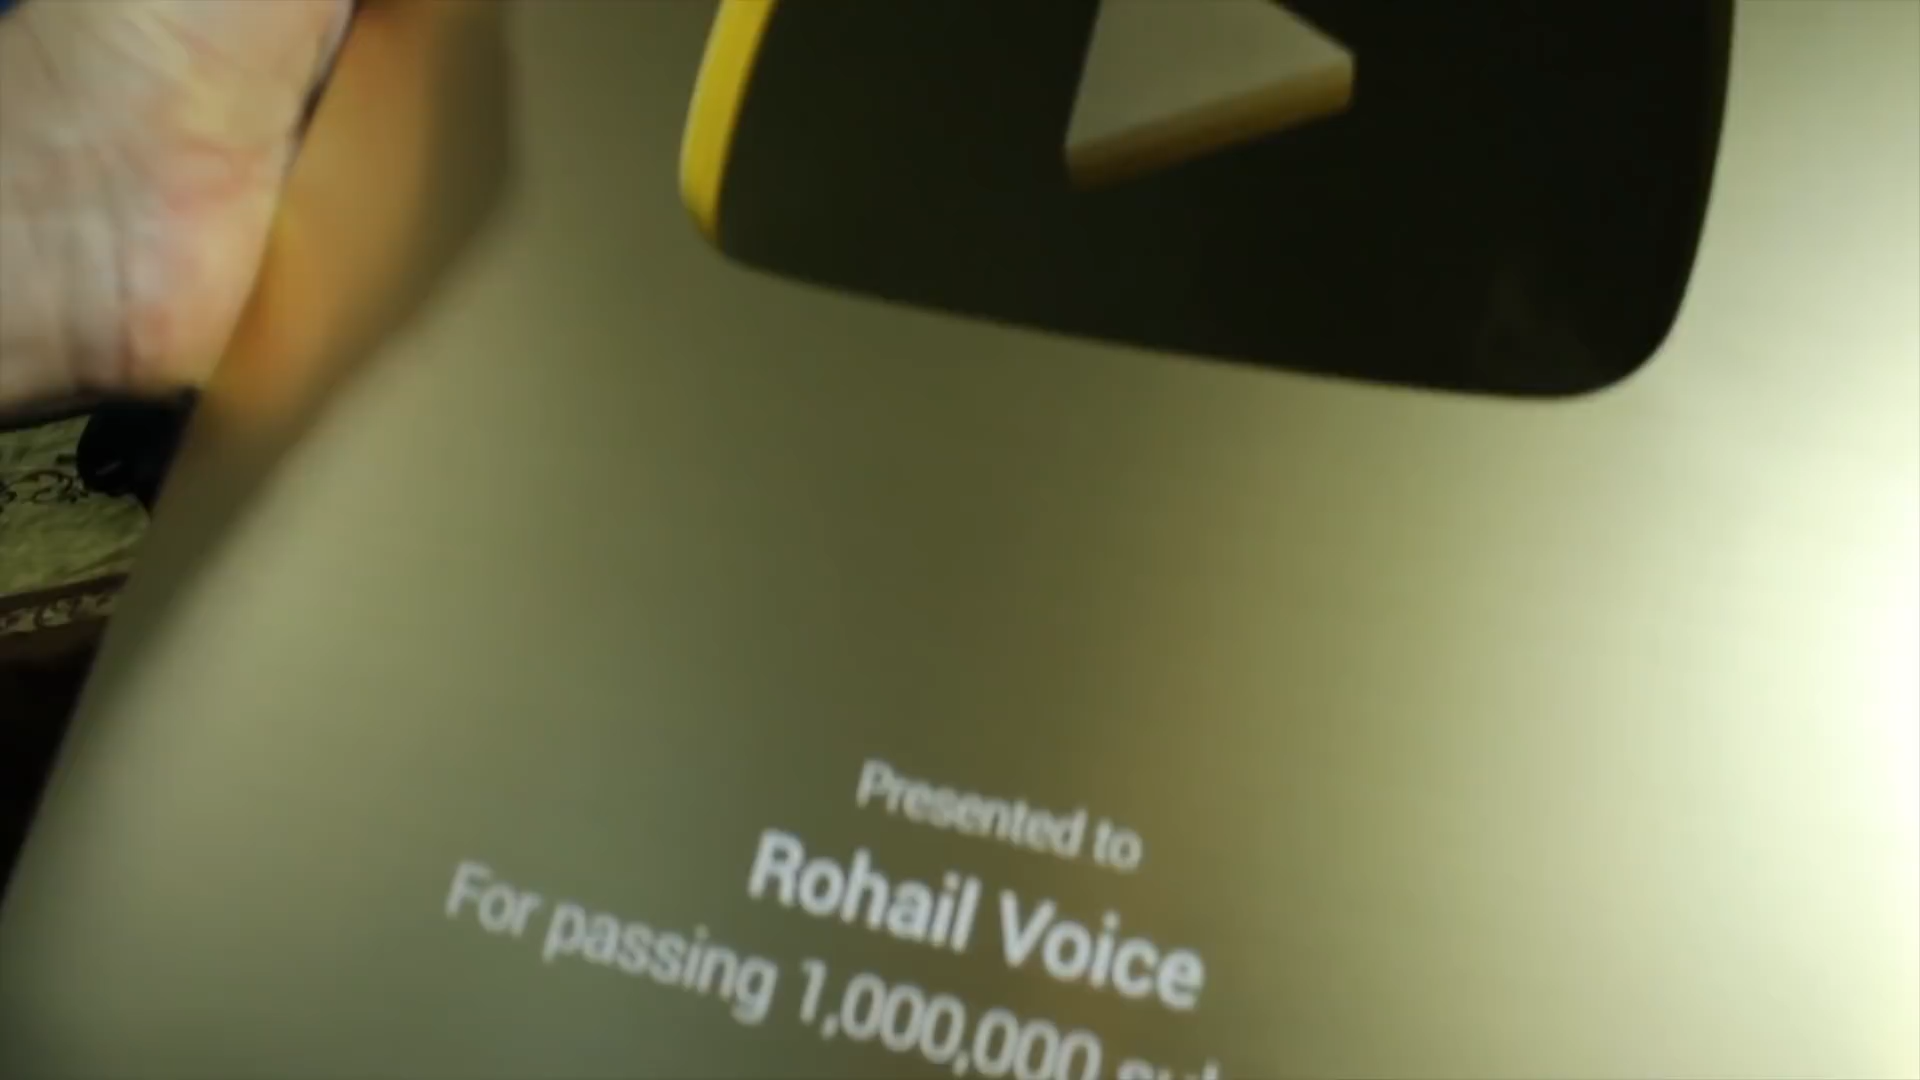 Presented to
Rohail Voice
For passing 1,000,000